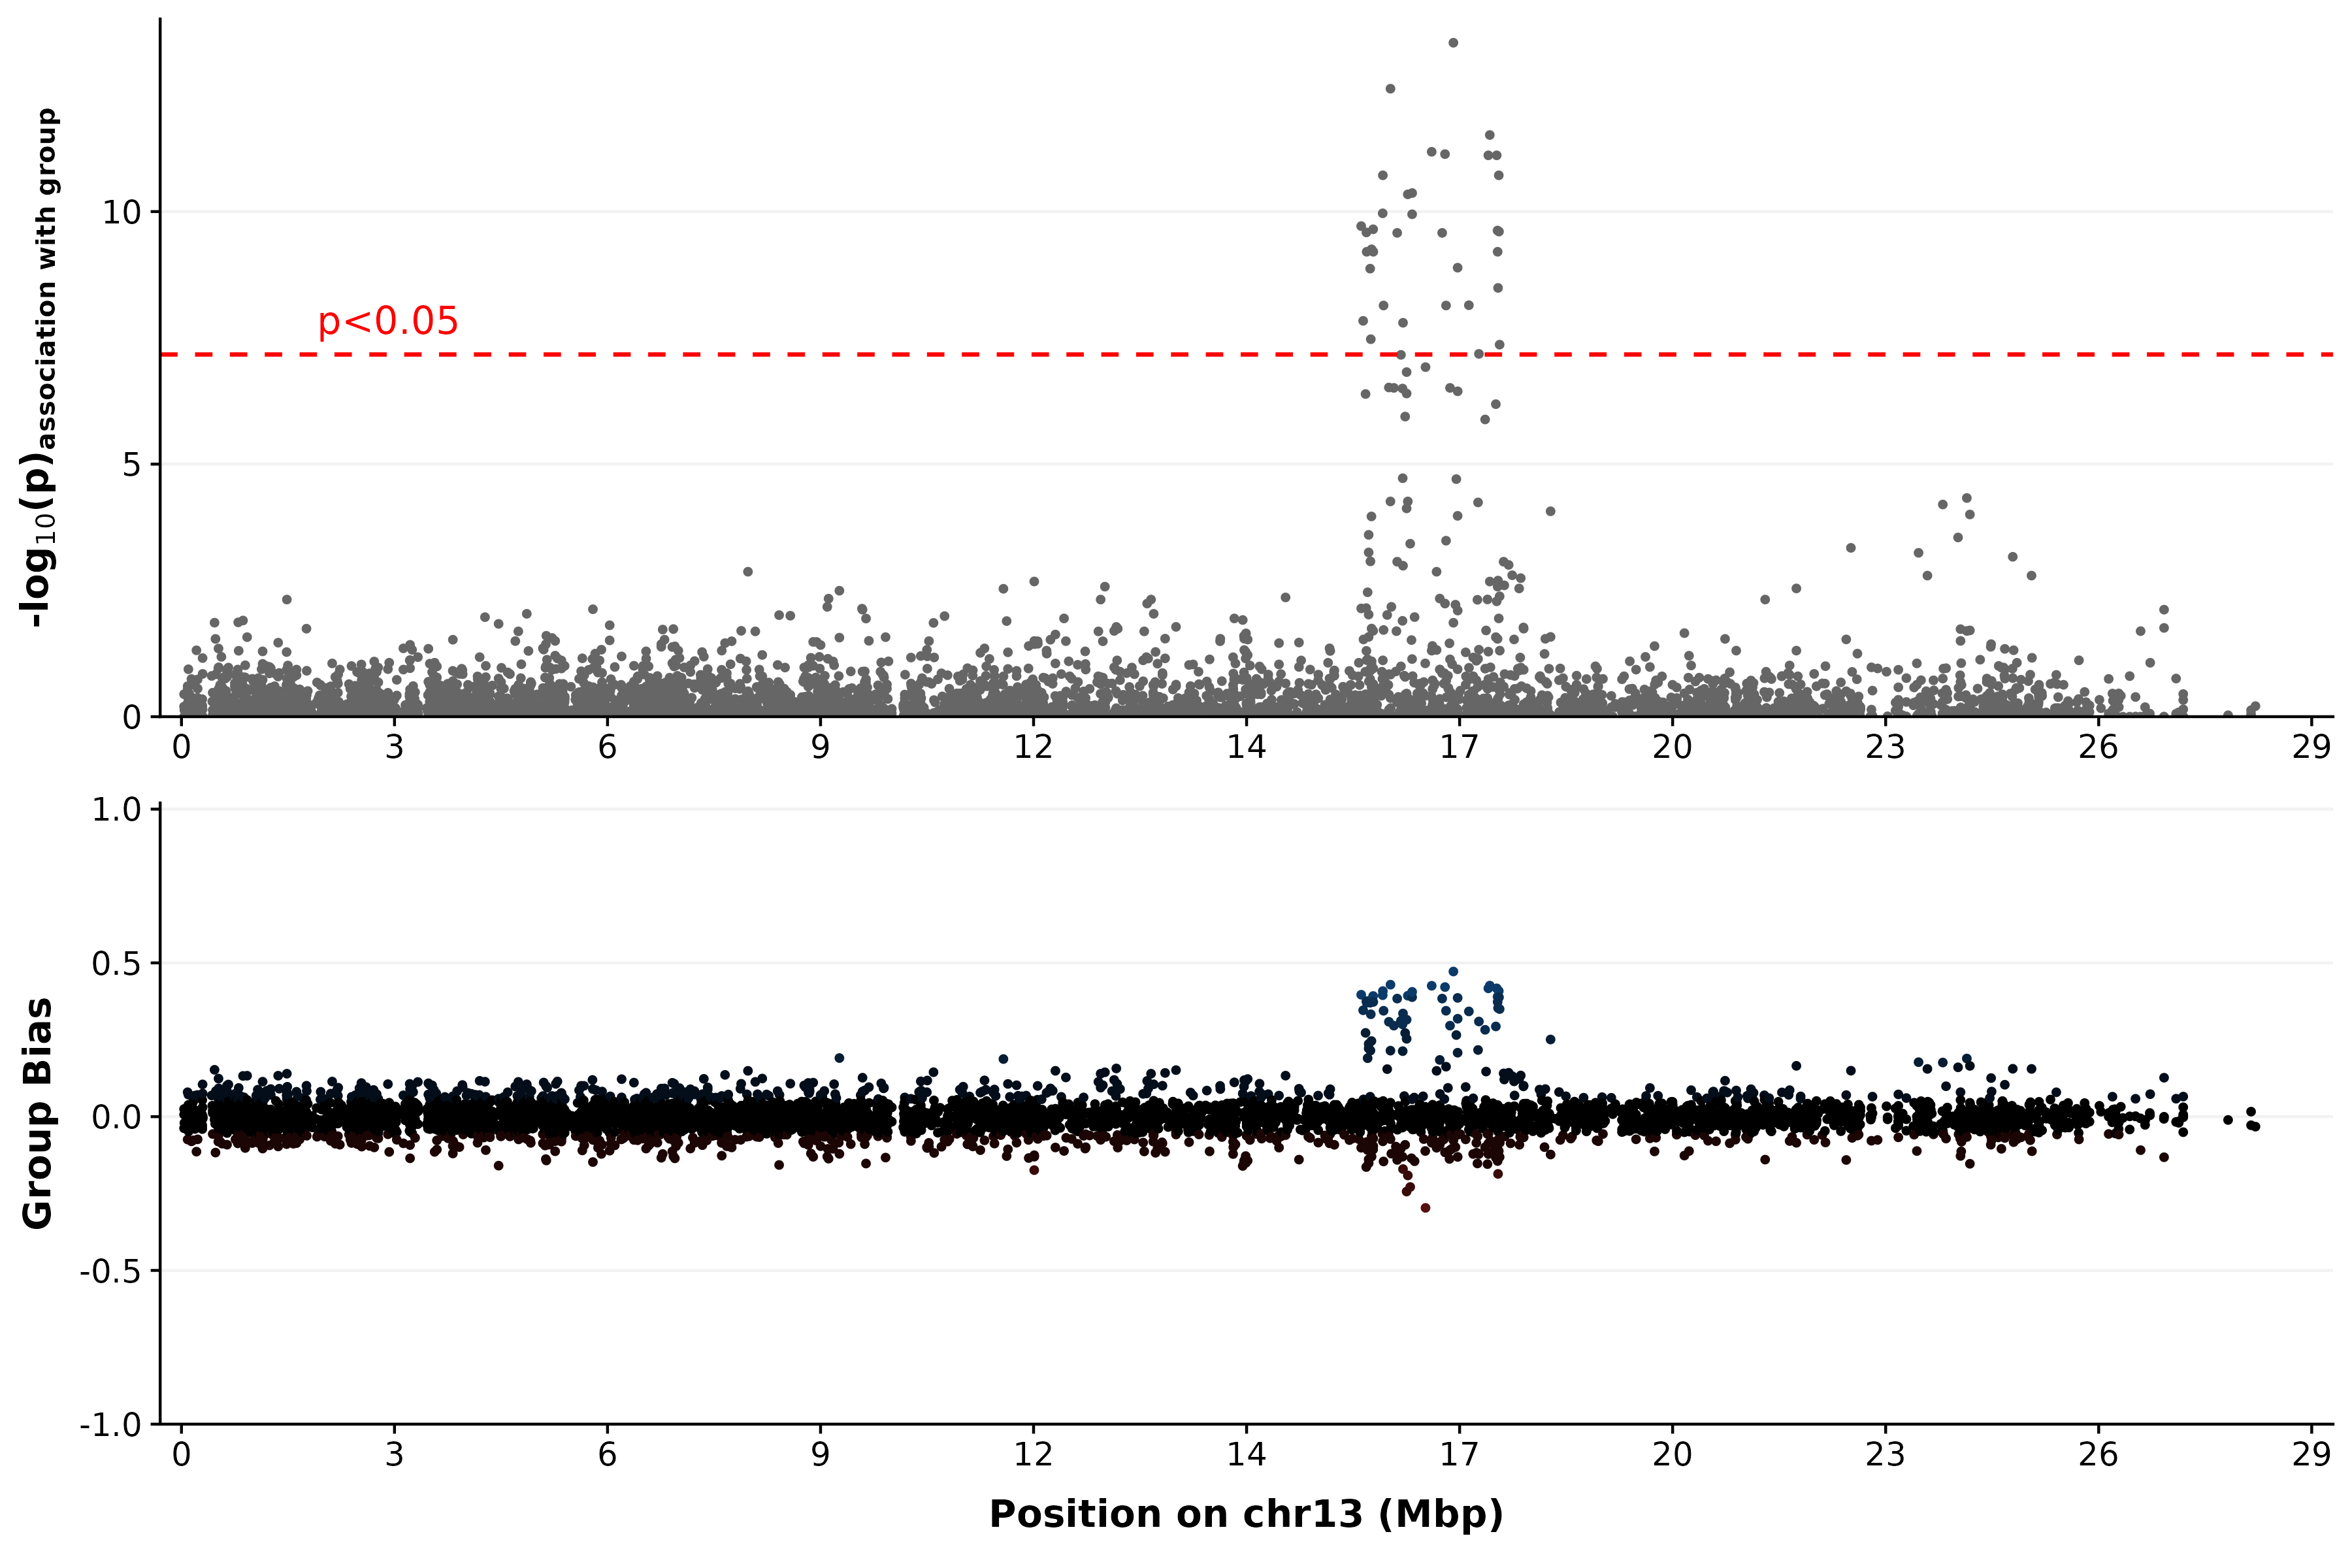 -log10(p)association with group
10
5
0
p<0.05
0 3 6 9 12 14 17 20 23 26 29
Group Bias
1.0
0.5
0.0
-0.5
-1.0
0 3 6 9 12 14 17 20 23 26 29
Position on chr13 (Mbp)